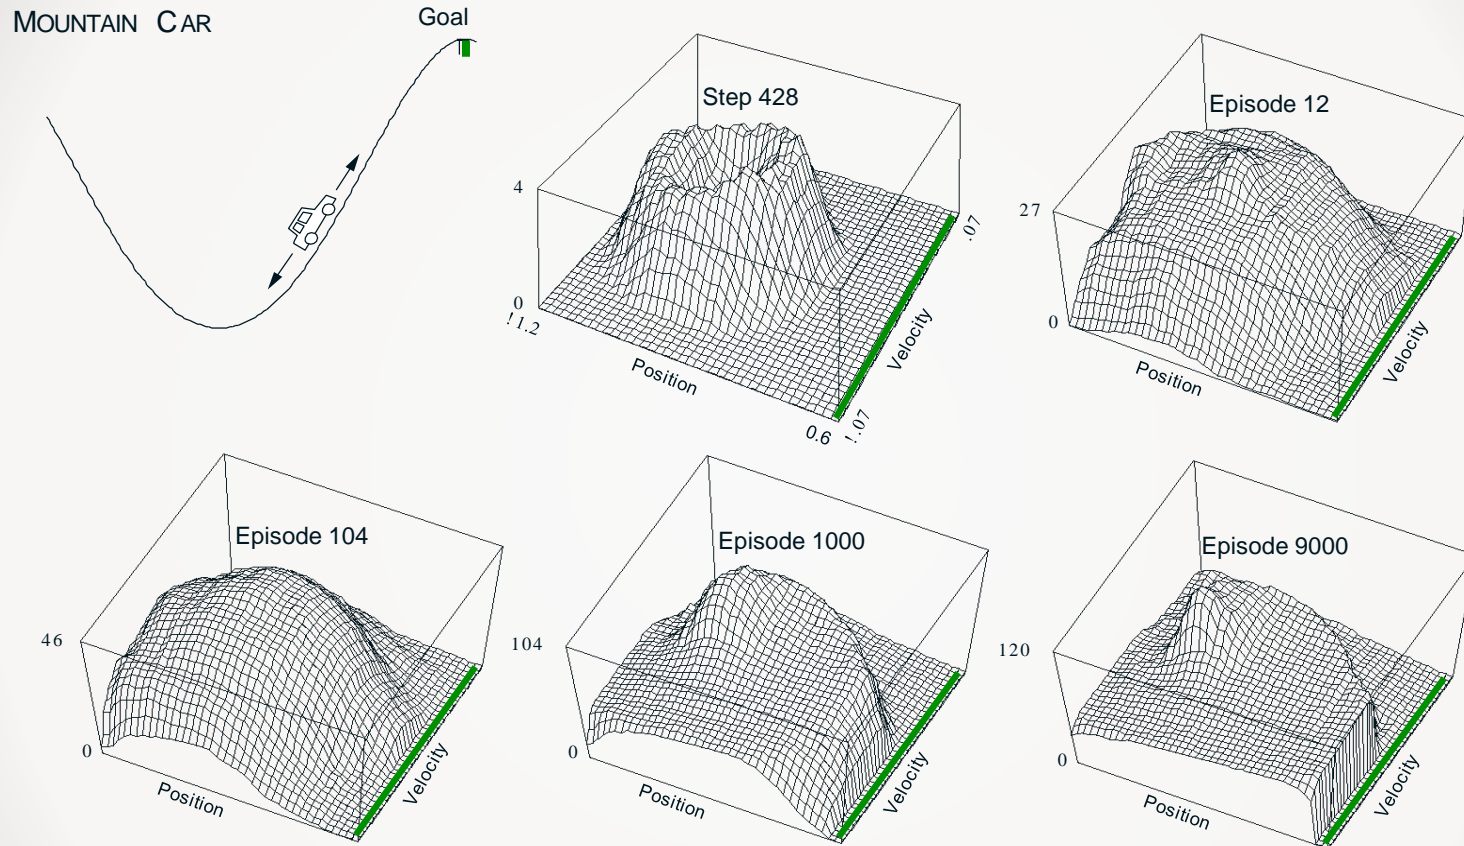 MOUNTAIN CAR
Goal
Step 428
4
0
!1.2
Position
0.6
!.07
Velocity
.07
Episode 12
27
0
Position
Velocity
Episode 104
46
0
Position
Velocity
Episode 1000
104
0
Position
Velocity
Episode 9000
120
0
Position
Velocity